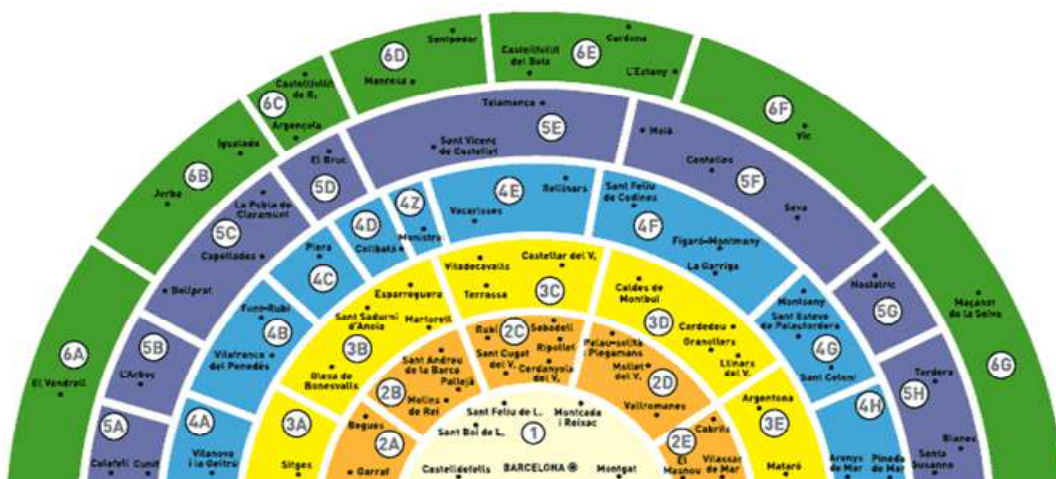 6D
Santpedor
Manresa
6E
Cardona
Castellfollit
del Boix
L'Estany
6C
Castellfollit
de R.
Argençola
6F
Vic
6B
Igualada
Jorba
5D
El Bruc
Talamanca
5E
Sant Vicenç
de Castellet
Moià
Centelles
5F
Seva
5C
La Pobla de
Claramunt
Capellades
Bellprat
4Z
Monistrol
4D
Collbató
4E
Vacarisses
Rellinars
Sant Feliu
de Codines
4F
Figaró-Montmany
La Garriga
4C
Piera
Viladecavalls
Castellar del V.
Terrassa
3C
Caldes de
Montbui
3D
Cardedeu
Granollers
Llinars
del V.
Esparreguera
Sant Sadurní
d'Anoia
Martorell
3B
Olesa de
Bonesvalls
Font-Rubí
4B
Vilafranca
del Penedès
Montseny
Sant Esteve
de Palautordera
4G
Sant Celoni
Hostalric
5G
Maçanet
de la Selva
6G
6A
El Vendrell
5B
L'Arboç
2C
Rubí
Sabadell
Ripollet
Sant Cugat
del V.
Cerdanyola
del V.
Palau-solità
i Plegamans
Mollet
del V.
2D
Vallromanes
Sant Andreu
de la Barca
Pallejà
2B
Molins
de Rei
Tordera
5H
Blanes
Santa
Susanna
4H
Arenys
de Mar
Pineda
de Mar
Argentona
3E
Mataró
Cabrils
2E
El
Masnou
Vilassar
de Mar
5A
Calafell
Cunit
4A
Vilanova
i la Geltrú
3A
Sitges
Begues
2A
Garraf
Sant Feliu de L.
Montcada
i Reixac
Sant Boi de L.
1
Castelldefels
BARCELONA
Montgat